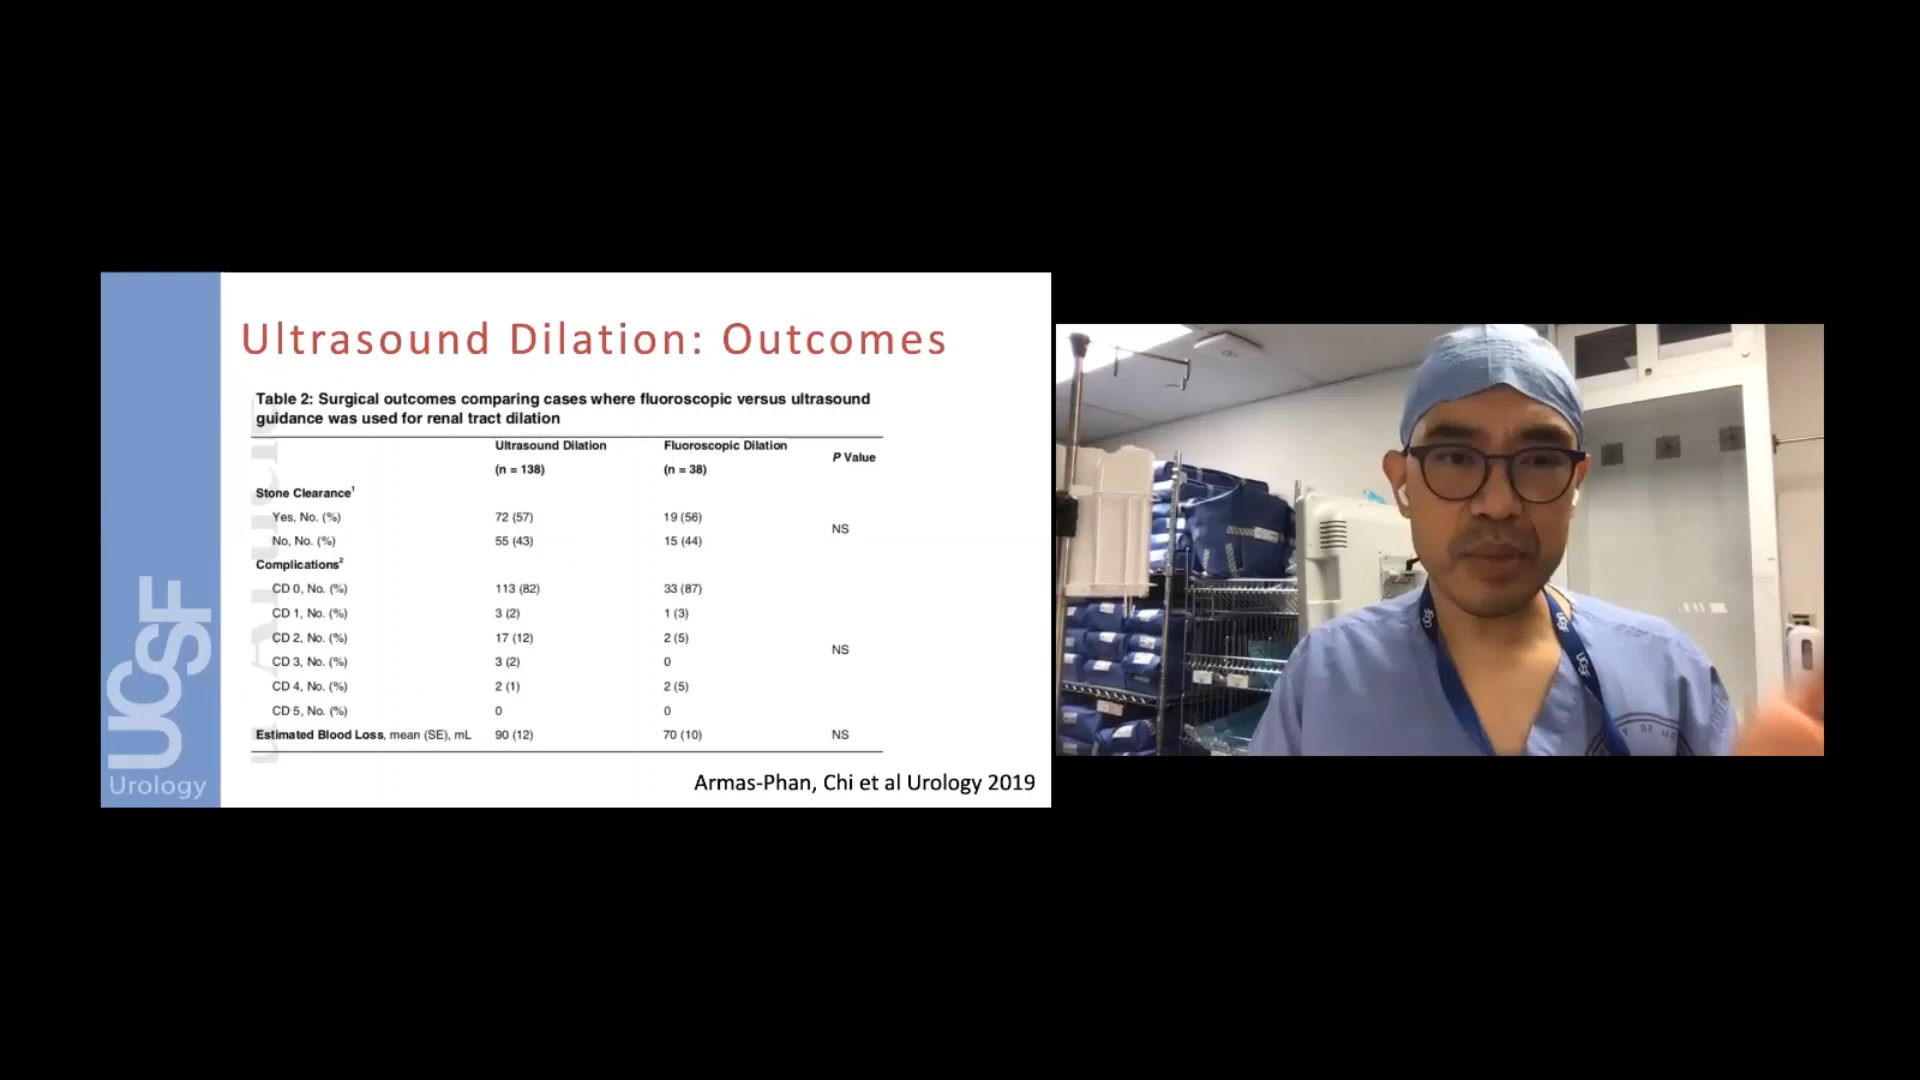 Ultrasound Dilation: Outcomes
Table 2: Surgical outcomes comparing cases where fluoroscopic versus ultrasound
guidance was used for renal tract dilation
Ultrasound Dilation Fluoroscopic Dilation
P Value
(n = 138) (n = 38)
Stone Clearance¹
Yes, No. (%) 72 (57) 19 (56)
NS
No, No. (%) 55 (43) 15 (44)
Complications²
CD 0, No. (%) 113 (82) 33 (87)
CD 1, No. (%) 3 (2) 1 (3)
CD 2, No. (%) 17 (12) 2 (5)
NS
CD 3, No. (%) 3 (2) 0
CD 4, No. (%) 2 (1) 2 (5)
CD 5, No. (%) 0 0
Estimated Blood Loss, mean (SE), mL 90 (12) 70 (10) NS
Armas-Phan, Chi et al Urology 2019
UCSF
Urology
UCSF